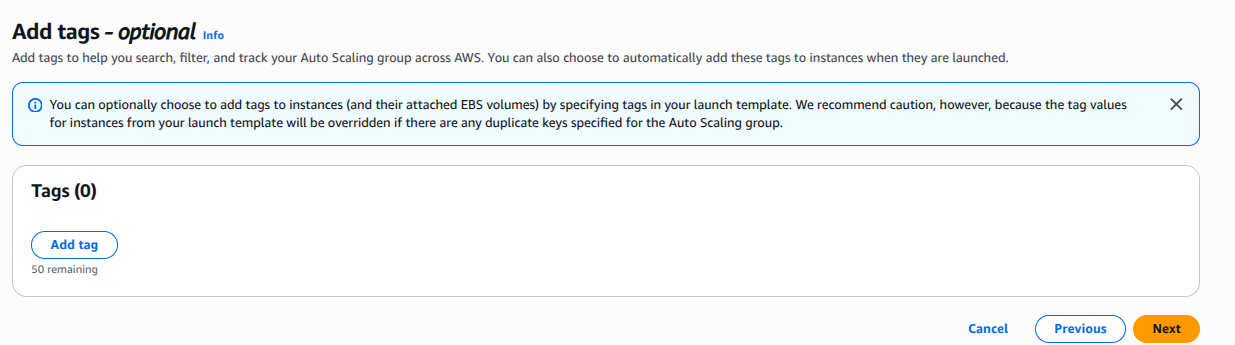 Add tags - optional Info
Add tags to help you search, filter, and track your Auto Scaling group across AWS. You can also choose to automatically add these tags to instances when they are launched.
You can optionally choose to add tags to instances (and their attached EBS volumes) by specifying tags in your launch template. We recommend caution, however, because the tag values
for instances from your launch template will be overridden if there are any duplicate keys specified for the Auto Scaling group.
Tags (0)
Add tag
50 remaining
Cancel Previous Next